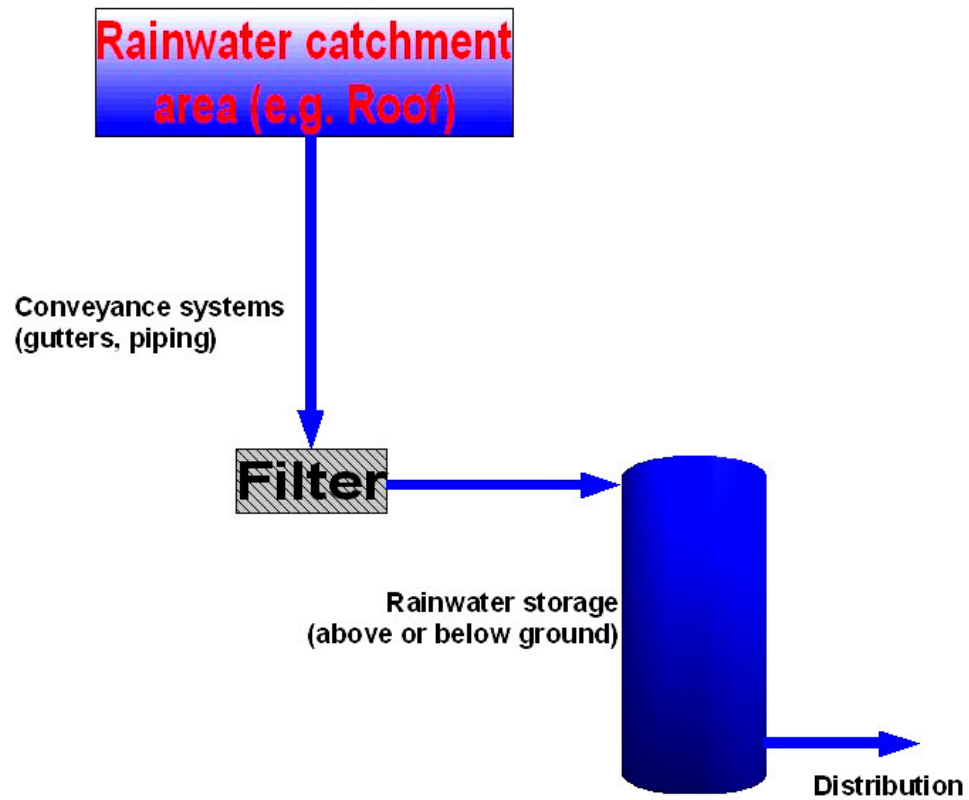 Rainwater catchment
area (e.g. Roof)
Conveyance systems
(gutters, piping)
Filter
Rainwater storage
(above or below ground)
Distribution